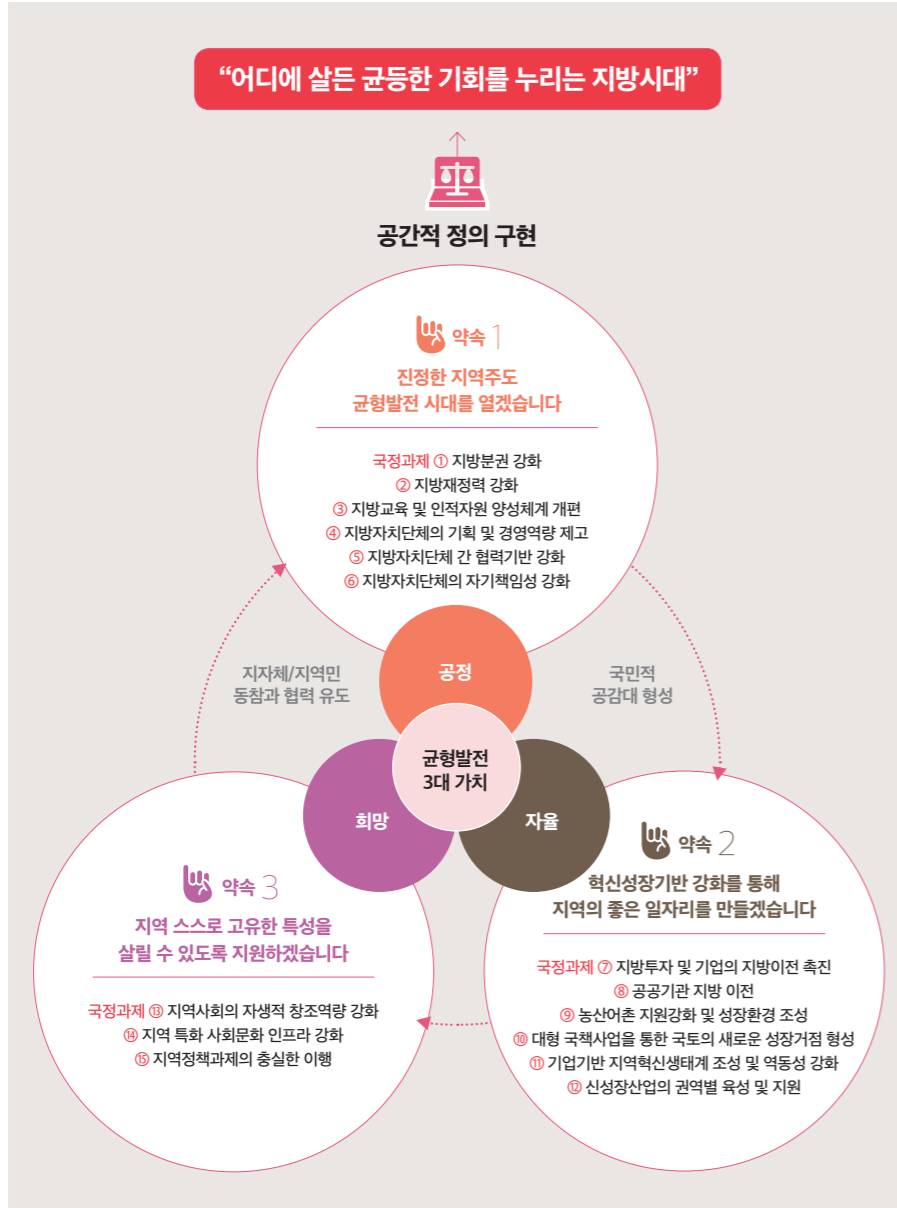 “어디에 살든 균등한 기회를 누리는 지방시대”
공간적 정의 구현
약속 1
진정한 지역주도
균형발전 시대를 열겠습니다
국정과제 ① 지방분권 강화
② 지방재정력 강화
③ 지방교육 및 인적자원 양성체계 개편
④ 지방자치단체의 기획 및 경영역량 제고
⑤ 지방자치단체 간 협력기반 강화
⑥ 지방자치단체의 자기책임성 강화
지자체/지역민
동참과 협력 유도
공정
국민적
공감대 형성
균형발전
3대 가치
희망
자율
약속 2
혁신성장기반 강화를 통해
지역의 좋은 일자리를 만들겠습니다
국정과제 ⑦ 지방투자 및 기업의 지방이전 촉진
⑧ 공공기관 지방 이전
⑨ 농산어촌 지원강화 및 성장환경 조성
⑩ 대형 국책사업을 통한 국토의 새로운 성장거점 형성
⑪ 기업기반 지역혁신생태계 조성 및 역동성 강화
⑫ 신성장산업의 권역별 육성 및 지원
약속 3
지역 스스로 고유한 특성을
살릴 수 있도록 지원하겠습니다
국정과제 ⑬ 지역사회의 자생적 창조역량 강화
⑭ 지역 특화 사회문화 인프라 강화
⑮ 지역정책과제의 충실한 이행